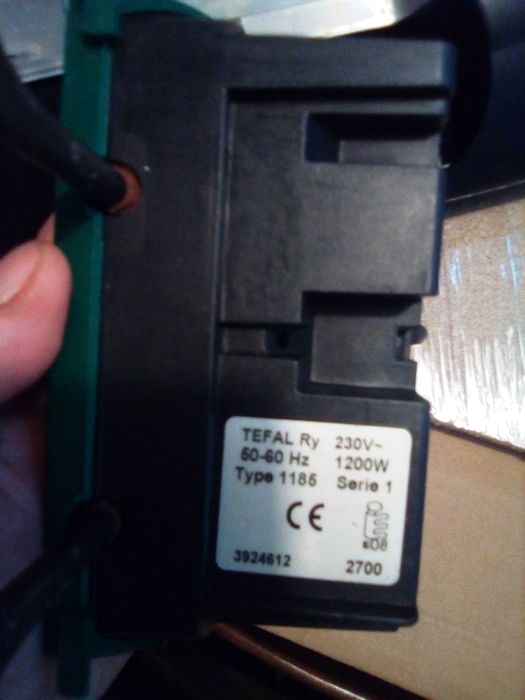 TEFAL Ry 230V~
50-60 Hz 1200W
Type 1185 Serie 1
CE
3924612 2700